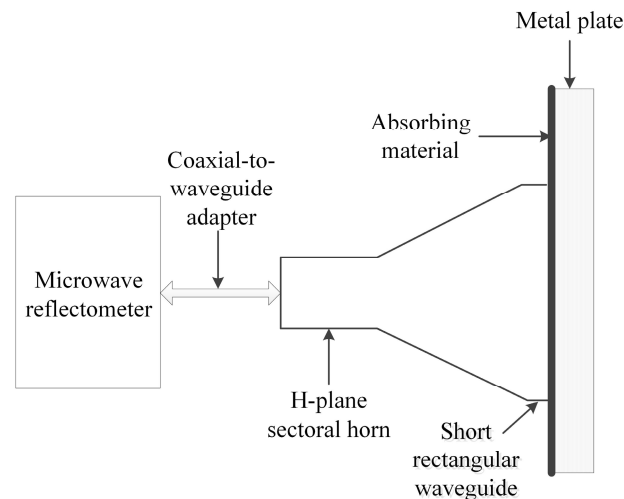 Metal plate
Absorbing
material
Coaxial-to-
waveguide
adapter
Microwave
reflectometer
H-plane
sectoral horn
Short
rectangular
waveguide